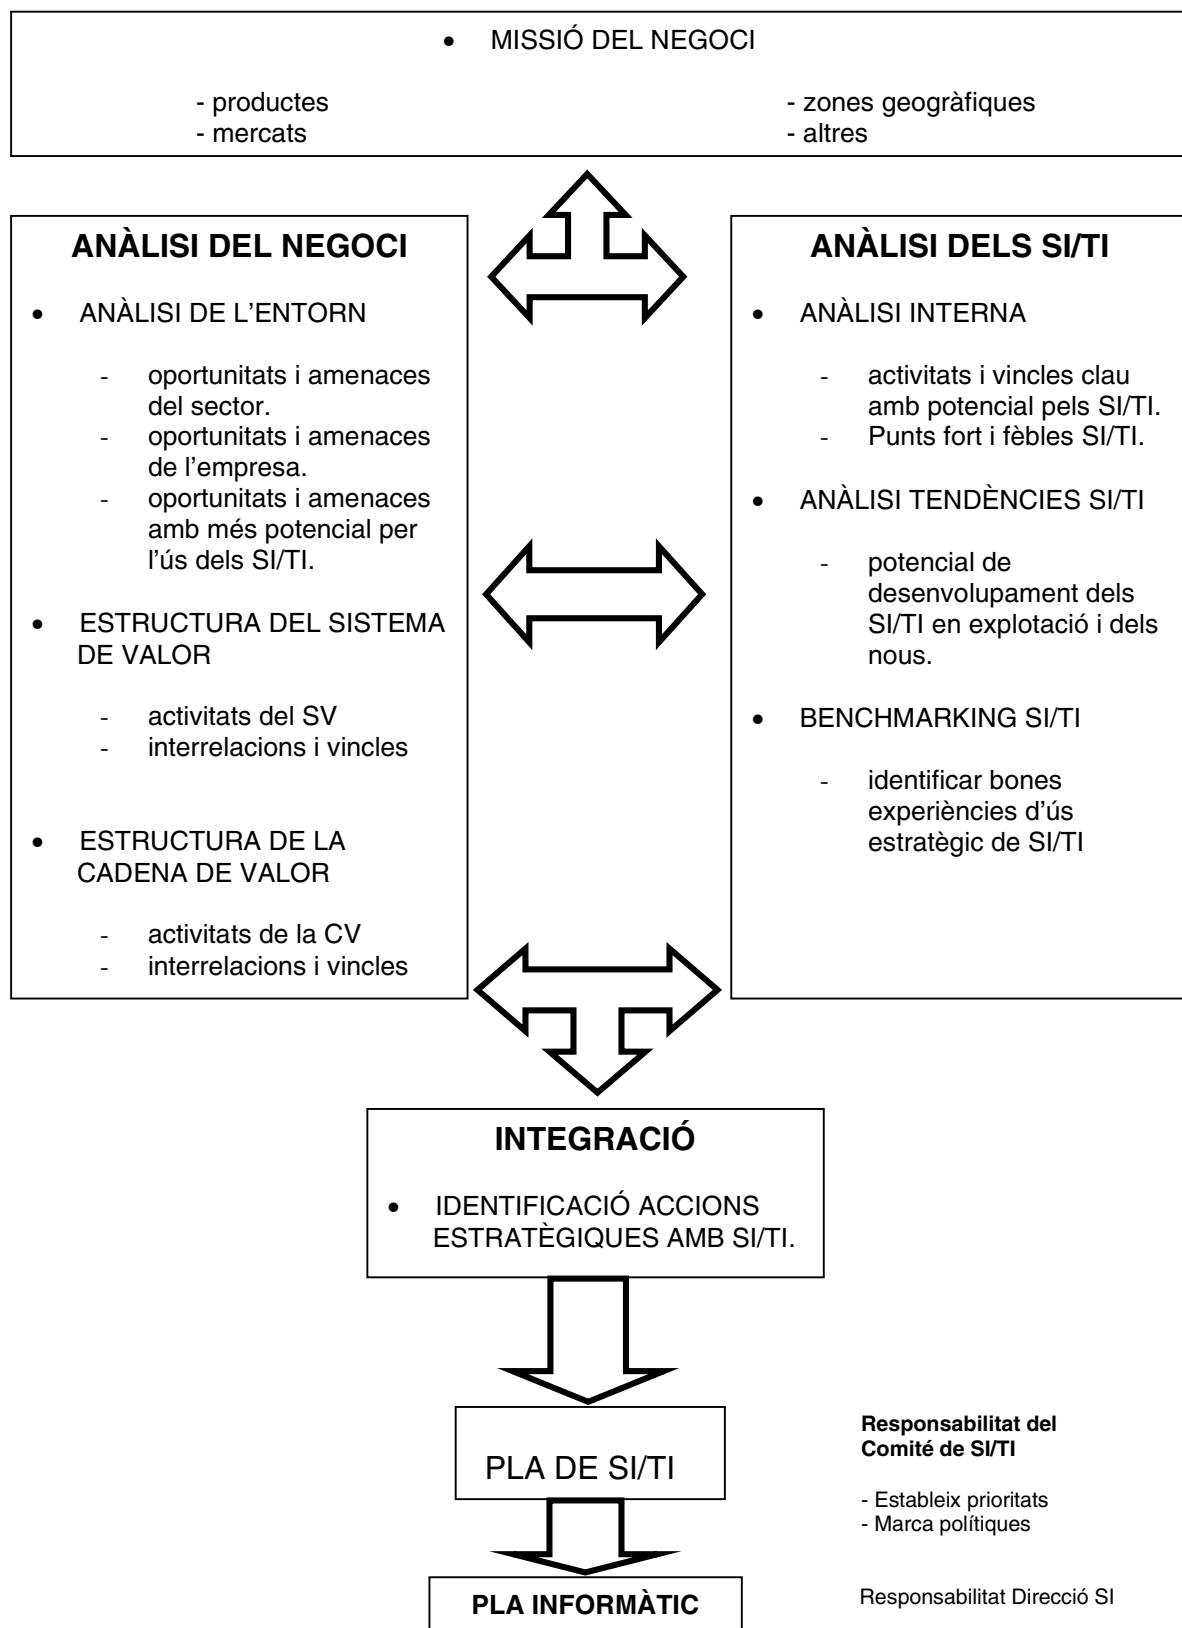 • MISSIÓ DEL NEGOCI
- productes
- mercats
- zones geogràfiques
- altres
ANÀLISI DEL NEGOCI
• ANÀLISI DE L'ENTORN
- oportunitats i amenaces
del sector.
- oportunitats i amenaces
de l'empresa.
- oportunitats i amenaces
amb més potencial per
l'ús dels SI/TI.
• ESTRUCTURA DEL SISTEMA
DE VALOR
- activitats del SV
- interrelacions i vincles
• ESTRUCTURA DE LA
CADENA DE VALOR
- activitats de la CV
- interrelacions i vincles
ANÀLISI DELS SI/TI
• ANÀLISI INTERNA
- activitats i vincles clau
amb potencial pels SI/TI.
- Punts fort i fèbles SI/TI.
• ANÀLISI TENDÈNCIES SI/TI
- potencial de
desenvolupament dels
SI/TI en explotació i dels
nous.
• BENCHMARKING SI/TI
- identificar bones
experiències d'ús
estratègic de SI/TI
INTEGRACIÓ
• IDENTIFICACIÓ ACCIONS
ESTRATÈGIQUES AMB SI/TI.
PLA DE SI/TI
Responsabilitat del
Comité de SI/TI
- Estableix prioritats
- Marca polítiques
PLA INFORMÀTIC
Responsabilitat Direcció SI